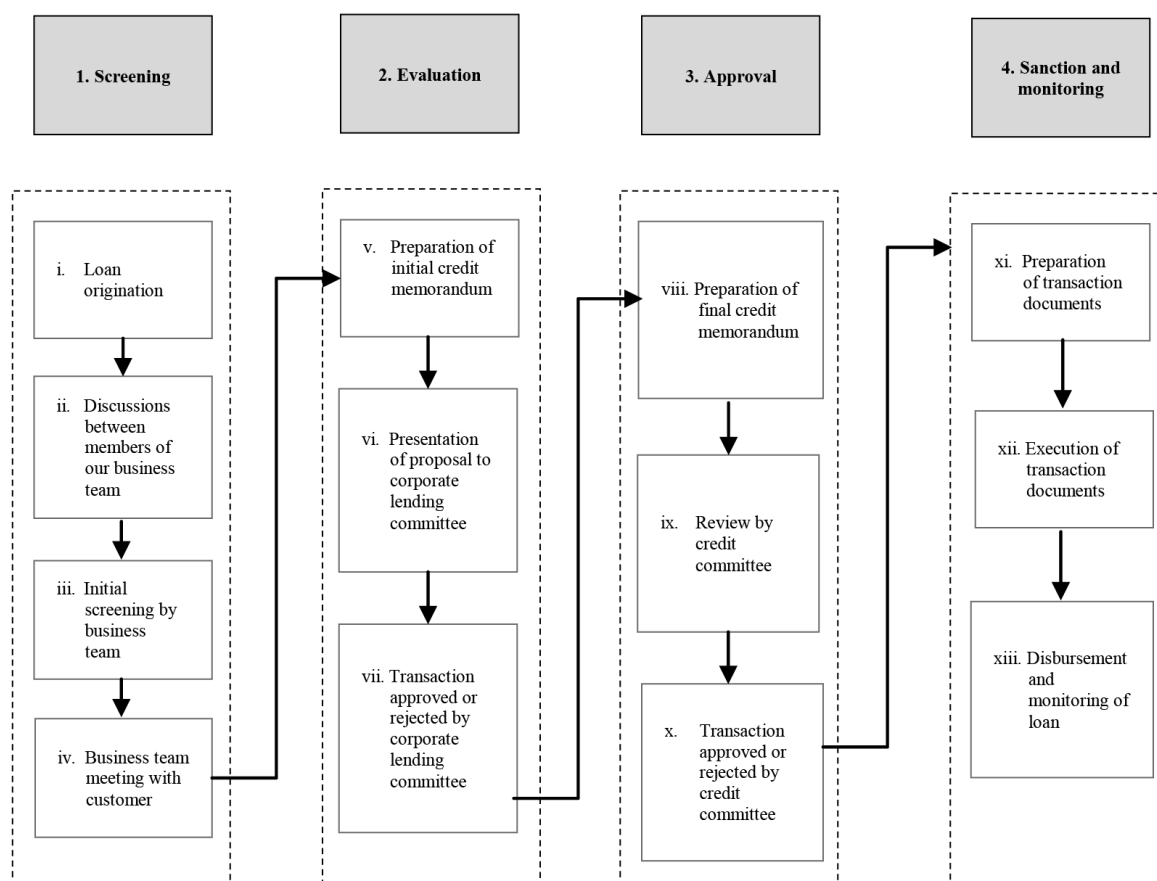 1. Screening
2. Evaluation
3. Approval
4. Sanction and
monitoring
i. Loan
origination
ii. Discussions
between
members of
our business
team
iii. Initial
screening by
business
team
iv. Business team
meeting with
customer
v. Preparation of
initial credit
memorandum
vi. Presentation
of proposal to
corporate
lending
committee
vii. Transaction
approved or
rejected by
corporate
lending
committee
viii. Preparation of
final credit
memorandum
ix. Review by
credit
committee
x. Transaction
approved or
rejected by
credit
committee
xi. Preparation
of transaction
documents
xii. Execution of
transaction
documents
xiii. Disbursement
and
monitoring of
loan